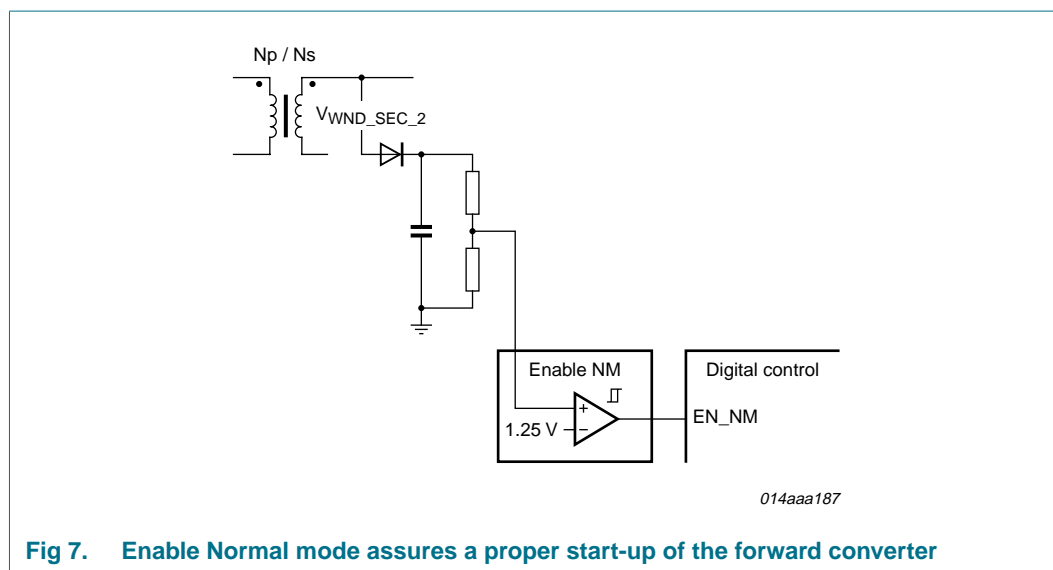 Np / Ns
VWND_SEC_2
Enable NM
Digital control
+
1.25 V
−
EN_NM
014aaa187
Fig 7. Enable Normal mode assures a proper start-up of the forward converter